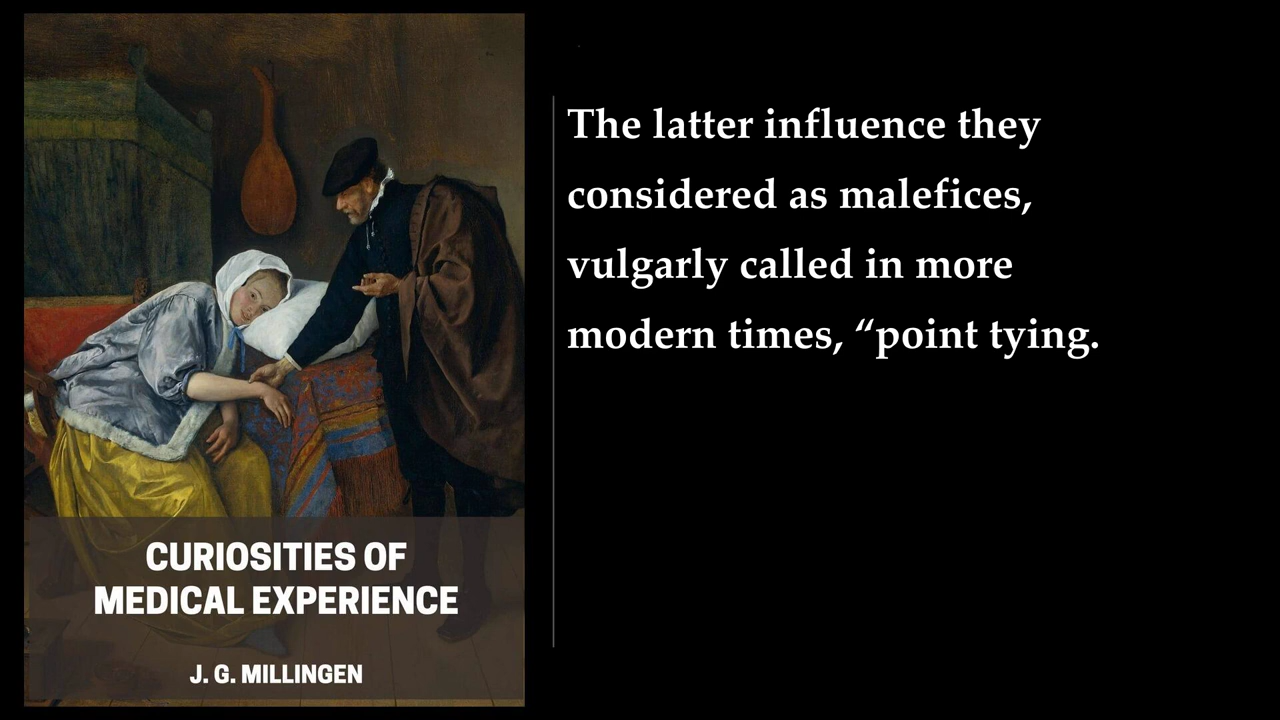 CURIOSITIES OF
MEDICAL EXPERIENCE
J. G. MILLINGEN
The latter influence they
considered as malefices,
vulgarly called in more
modern times, “point tying.